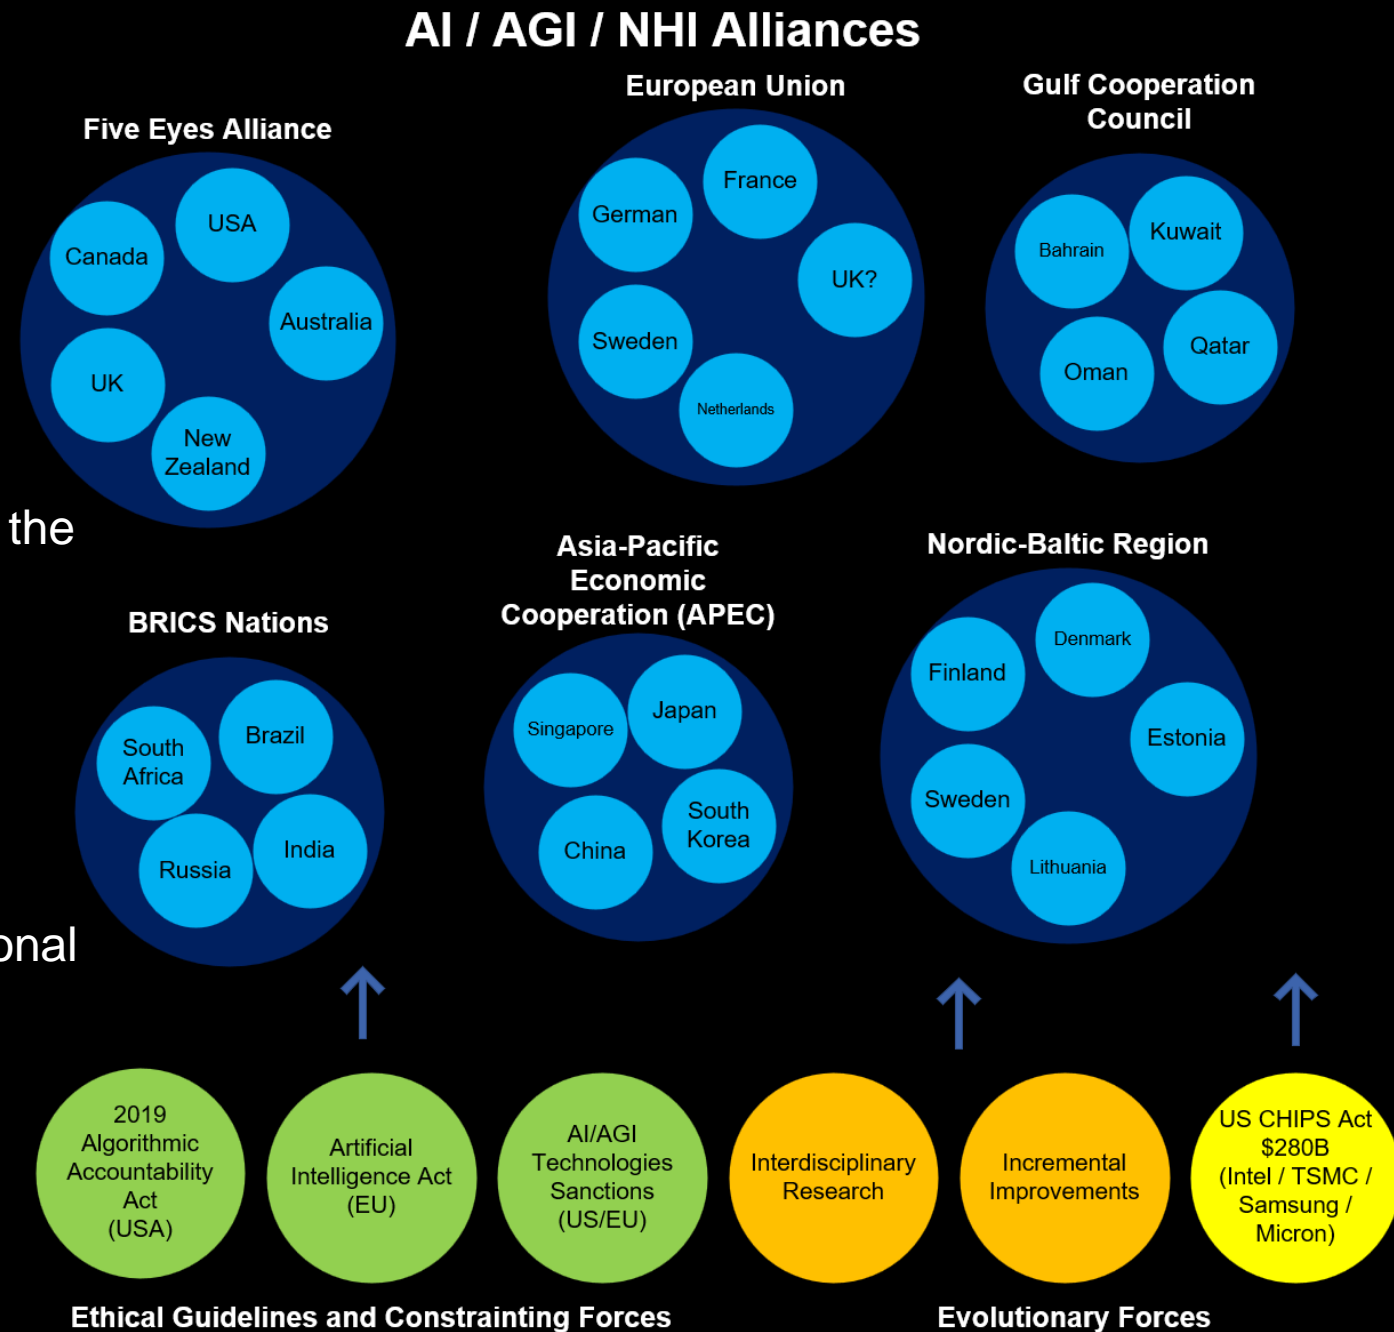 AI / AGI / NHI Alliances
Five Eyes Alliance
Canada
USA
Australia
UK
New
Zealand
European Union
German
France
UK?
Sweden
Netherlands
Gulf Cooperation
Council
Bahrain
Kuwait
Qatar
Oman
the
BRICS Nations
South
Africa
Brazil
India
Russia
Asia-Pacific
Economic
Cooperation (APEC)
Singapore
Japan
South
Korea
China
Nordic-Baltic Region
Finland
Denmark
Estonia
Sweden
Lithuania
onal
2019
Algorithmic
Accountability
Act
(USA)
Artificial
Intelligence Act
(EU)
AI/AGI
Technologies
Sanctions
(US/EU)
Interdisciplinary
Research
Incremental
Improvements
US CHIPS Act
$280B
(Intel / TSMC /
Samsung /
Micron)
Ethical Guidelines and Constrainting Forces
Evolutionary Forces